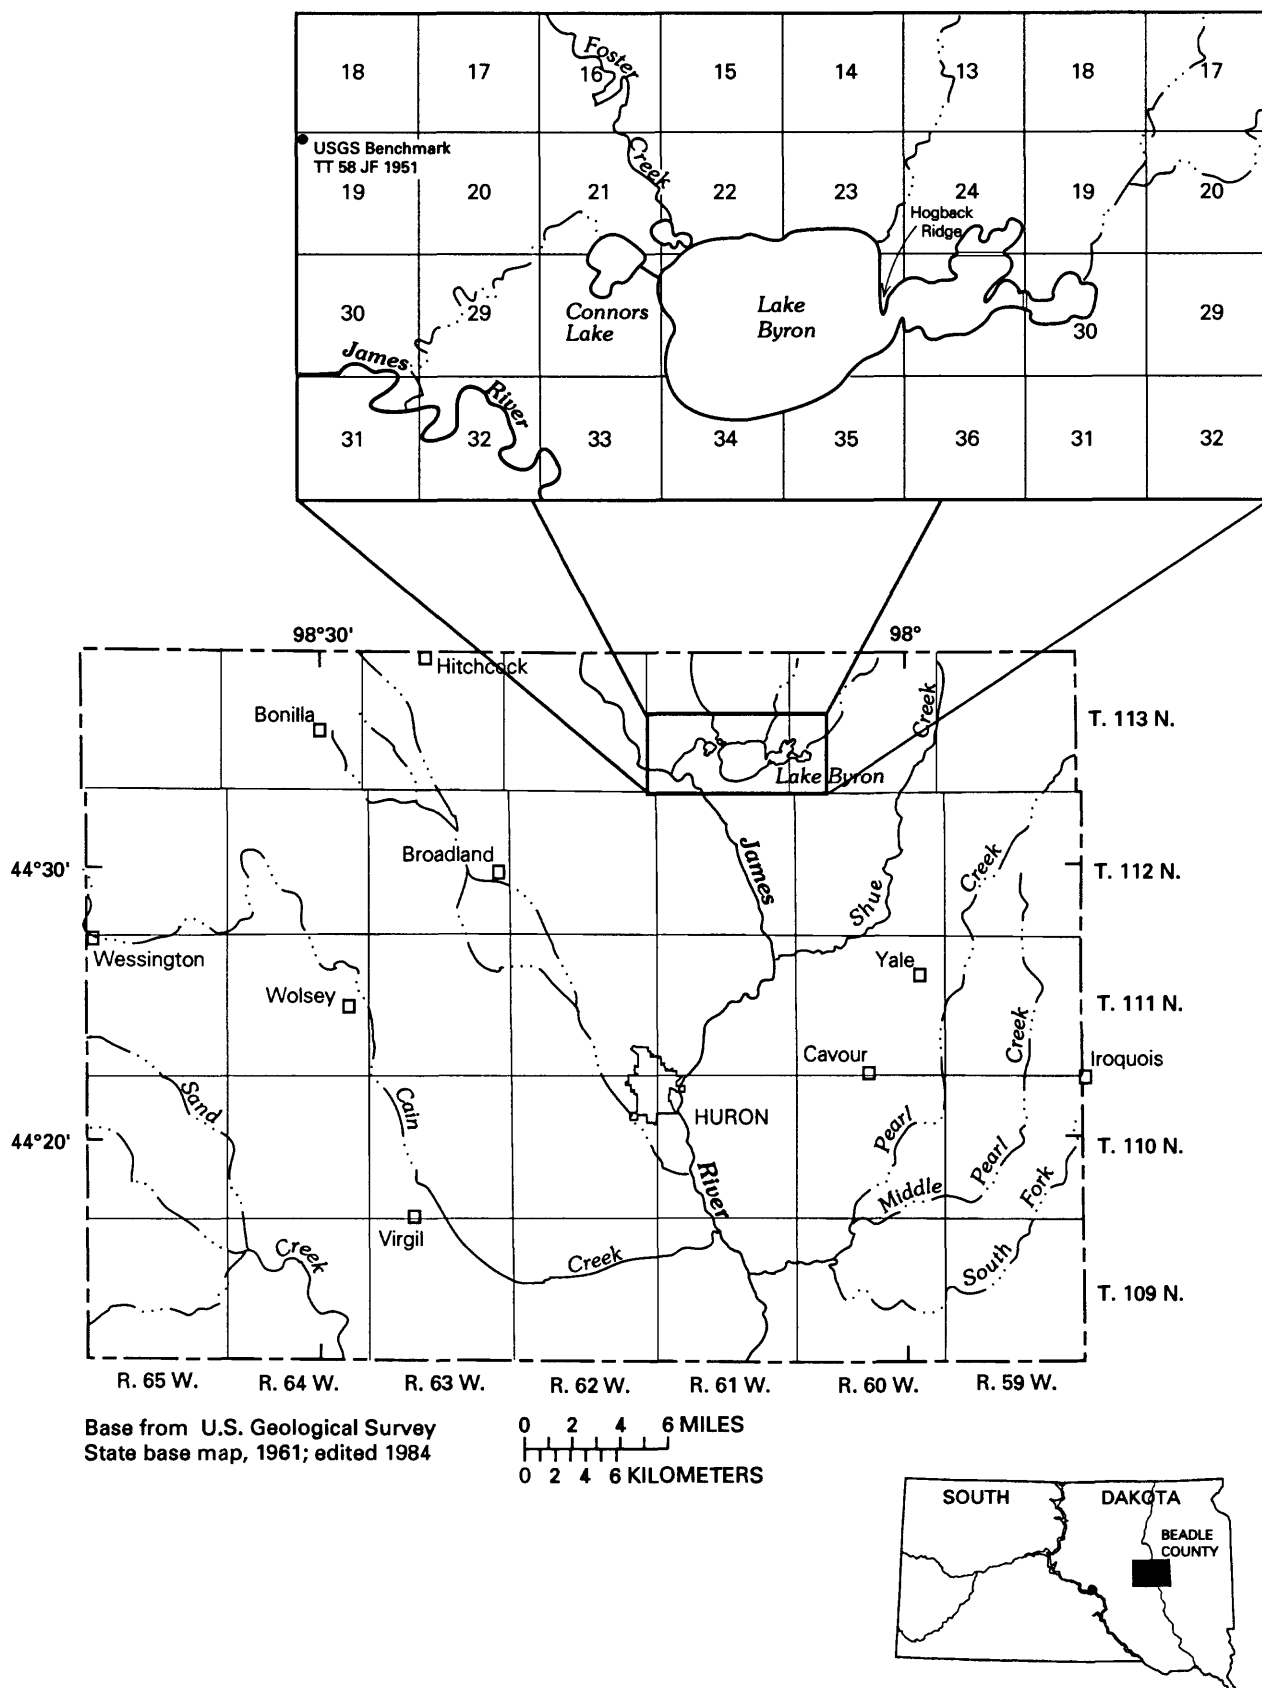 Foster
18 17 16 15 14 13 18 17
USGS Benchmark
TT 58 JF 1951
Creek
19 20 21 22 23 24 19 20
Hogback
Ridge
30 29 Connors
Lake
Lake
Byron
30 29
James
River
31 32 33 34 35 36 31 32
98°30' 98°
Hitchcock
Bonilla
Creek
T. 113 N.
Lake Byron
Broadland
James
Creek
44°30'
T. 112 N.
Shue
Wessington
Yale
Wolsey
T. 111 N.
Creek
Cavour
Iroquois
Sand
Cain
HURON
Pearl
44°20'
T. 110 N.
Pearl
River
Middle
Fork
Virgil
Creek
Creek
South
T. 109 N.
R. 65 W. R. 64 W. R. 63 W. R. 62 W. R. 61 W. R. 60 W. R. 59 W.
Base from U.S. Geological Survey
State base map, 1961; edited 1984
0 2 4 6 MILES
0 2 4 6 KILOMETERS
SOUTH DAKOTA
BEADLE
COUNTY